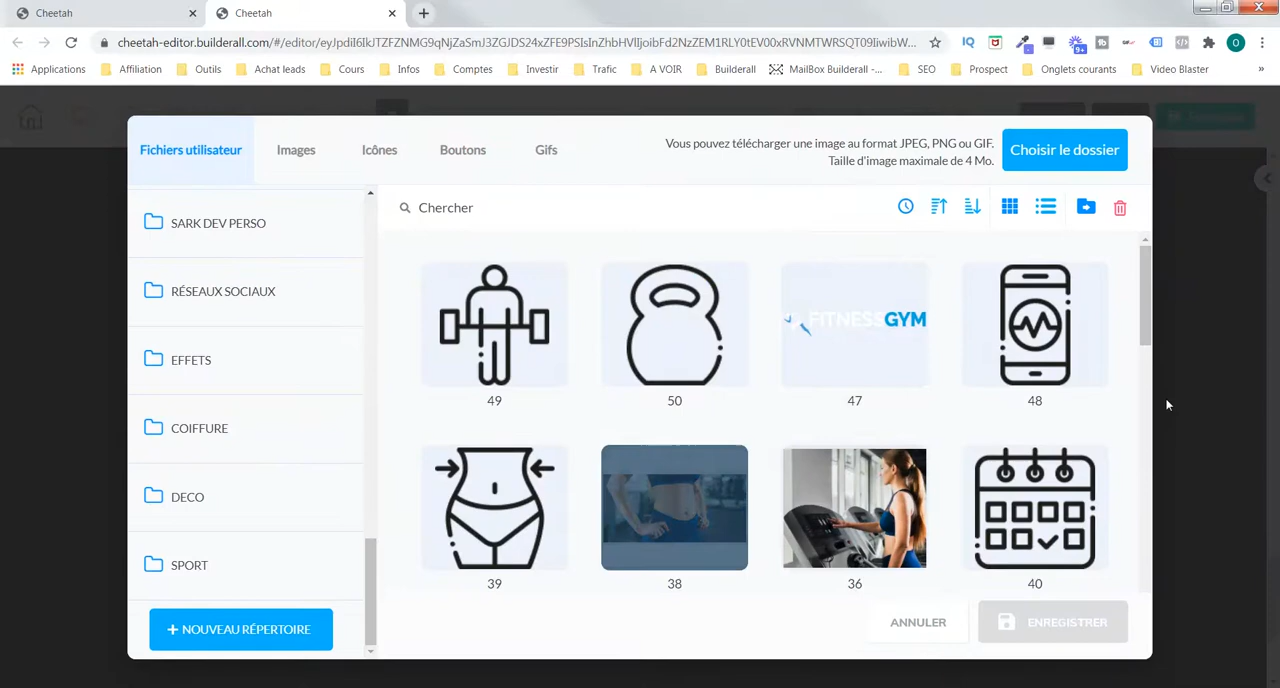 Cheetah
Cheetah
cheetah-editor.builderall.com/#/editor/
Applications Affiliation Outils Achat leads Cours Infos Comptes Investir Trafic A VOIR Builderall MailBox Builderall -... SEO Prospect Onglets courants Video Blaster »
Fichiers utilisateur
Images
Icônes
Boutons
Gifs
Vous pouvez télécharger une image au format JPEG, PNG ou GIF.
Taille d'image maximale de 4 Mo.
Choisir le dossier
Chercher
SARK DEV PERSO
RÉSEAUX SOCIAUX
EFFETS
COIFFURE
DECO
SPORT
+ NOUVEAU RÉPERTOIRE
FITNESSGYM
49
50
47
48
39
38
36
40
ANNULER
ENREGISTRER